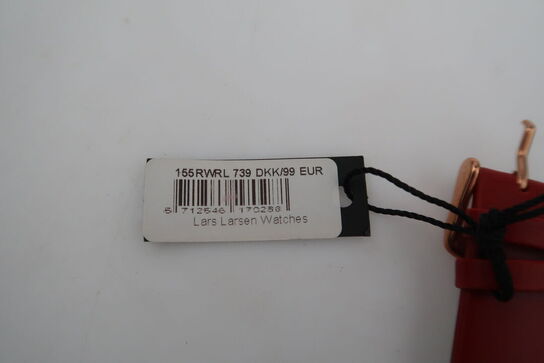 155RWRL 739 DKK/99 EUR
5 712546 170258
Lars Larsen Watches